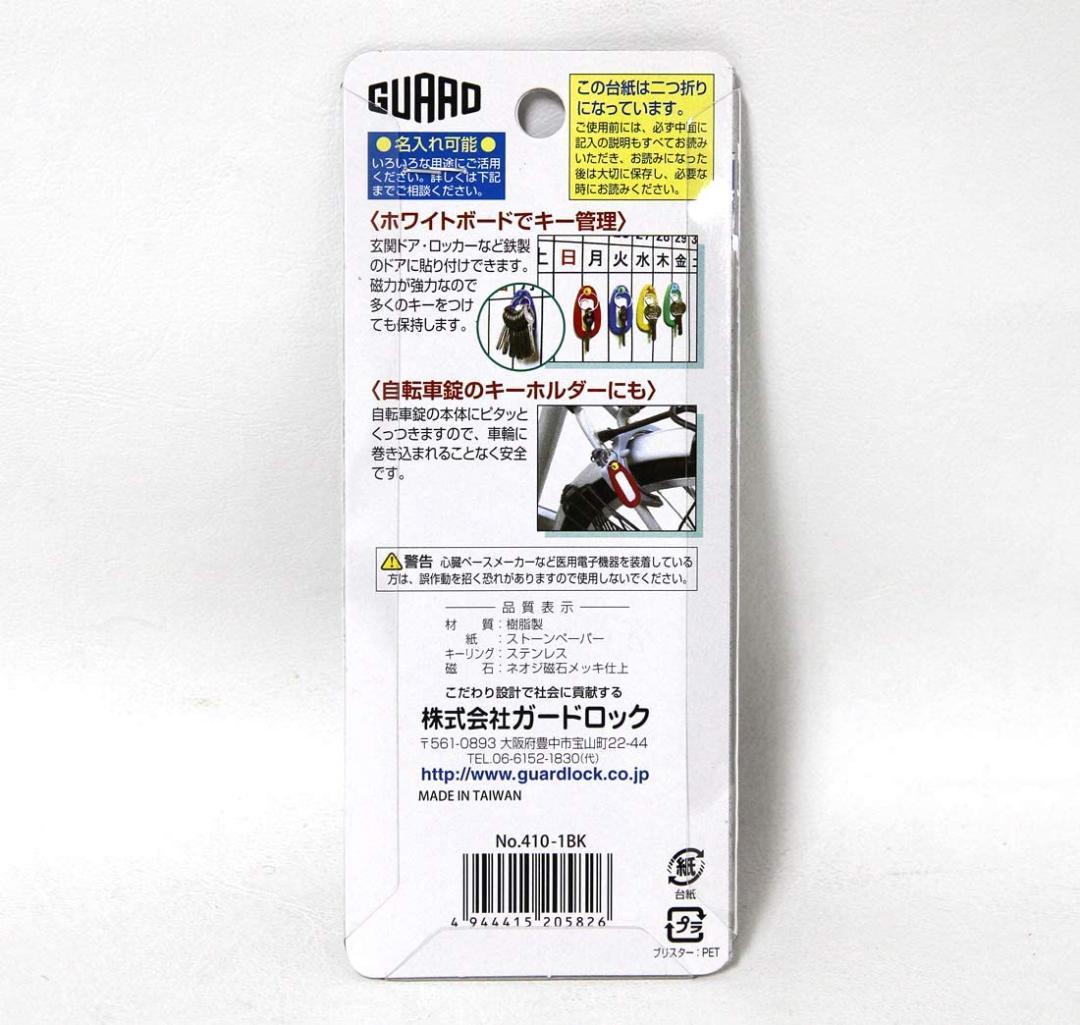 GUARD
●名入れ可能●
いろいろな用途にご活用
ください。詳しくは下記
までご相談ください。
この台紙は二つ折り
になっています。
ご使用前には、必ず中面に
記入の説明もすべてお読み
いただき、お読みになった
後は大切に保存し、必要な
時にお読みください。
〈ホワイトボードでキー管理〉
玄関ドア・ロッカーなど鉄製
のドアに貼り付けできます。
磁力が強力なので
多くのキーをつけ
ても保持します。
27 28 29
土 日 月 火 水 木 金
〈自転車錠のキーホルダーにも〉
自転車錠の本体にピタッと
くっつきますので、車輪に
巻き込まれることなく安全
です。
警告 心臓ペースメーカーなど医用電子機器を装着している
方は、誤作動を招く恐れがありますので使用しないでください。
品質表示
材質：樹脂製
紙：ストーンペーパー
キーリング：ステンレス
磁石：ネオジ磁石メッキ仕上
こだわり設計で社会に貢献する
株式会社ガードロック
〒561-0893 大阪府豊中市宝山町22-44
TEL.06-6152-1830(代)
http://www.guardlock.co.jp
MADE IN TAIWAN
No.410-1BK
4 944415 205826
紙
台紙
プラ
ブリスター：PET